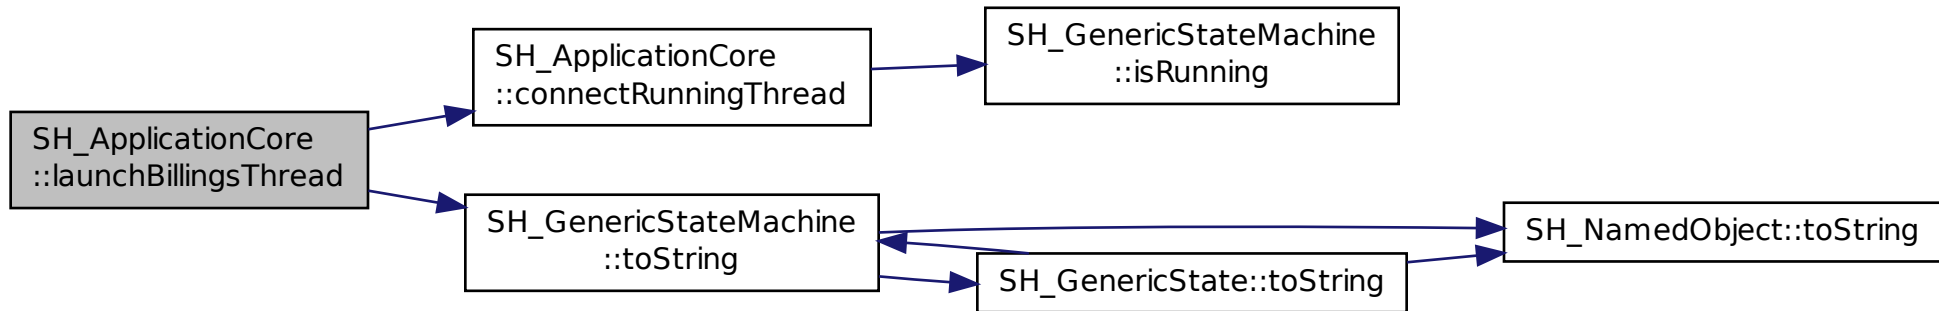 SH_ApplicationCore
::launchBillingsThread
SH_ApplicationCore
::connectRunningThread
SH_GenericStateMachine
::isRunning
SH_GenericStateMachine
::toString
SH_GenericState::toString
SH_NamedObject::toString